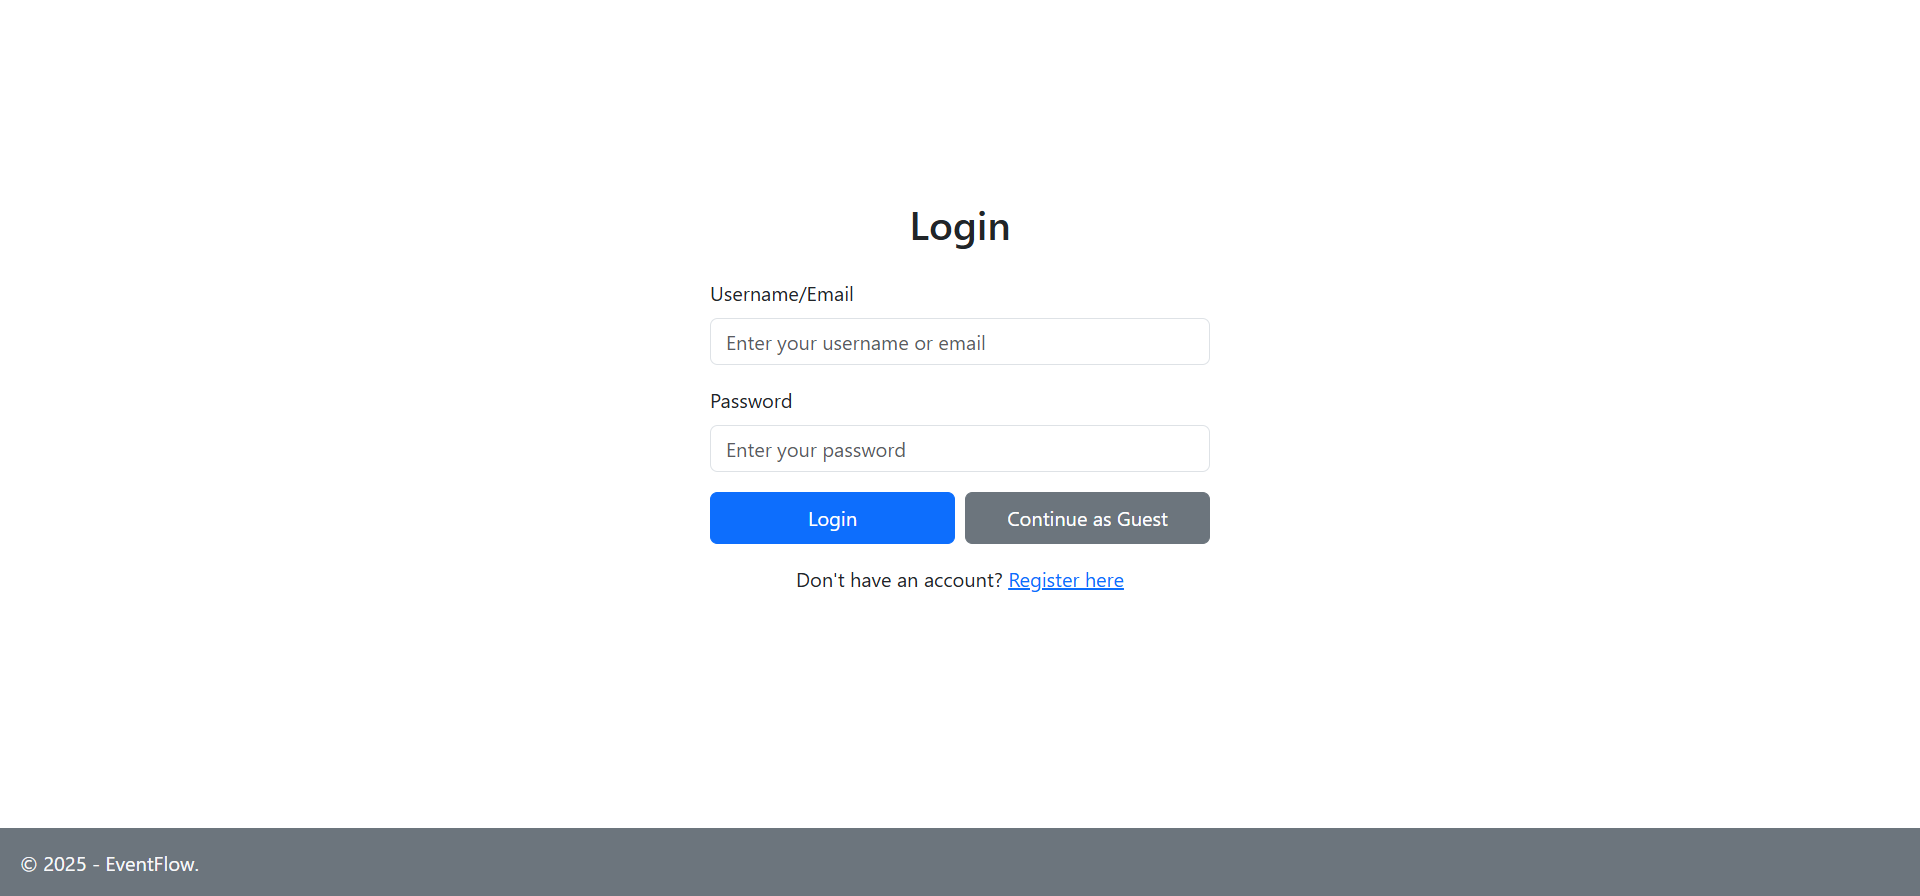 Login
Username/Email
Enter your username or email
Password
Enter your password
Login
Continue as Guest
Don't have an account? Register here
© 2025 - EventFlow.